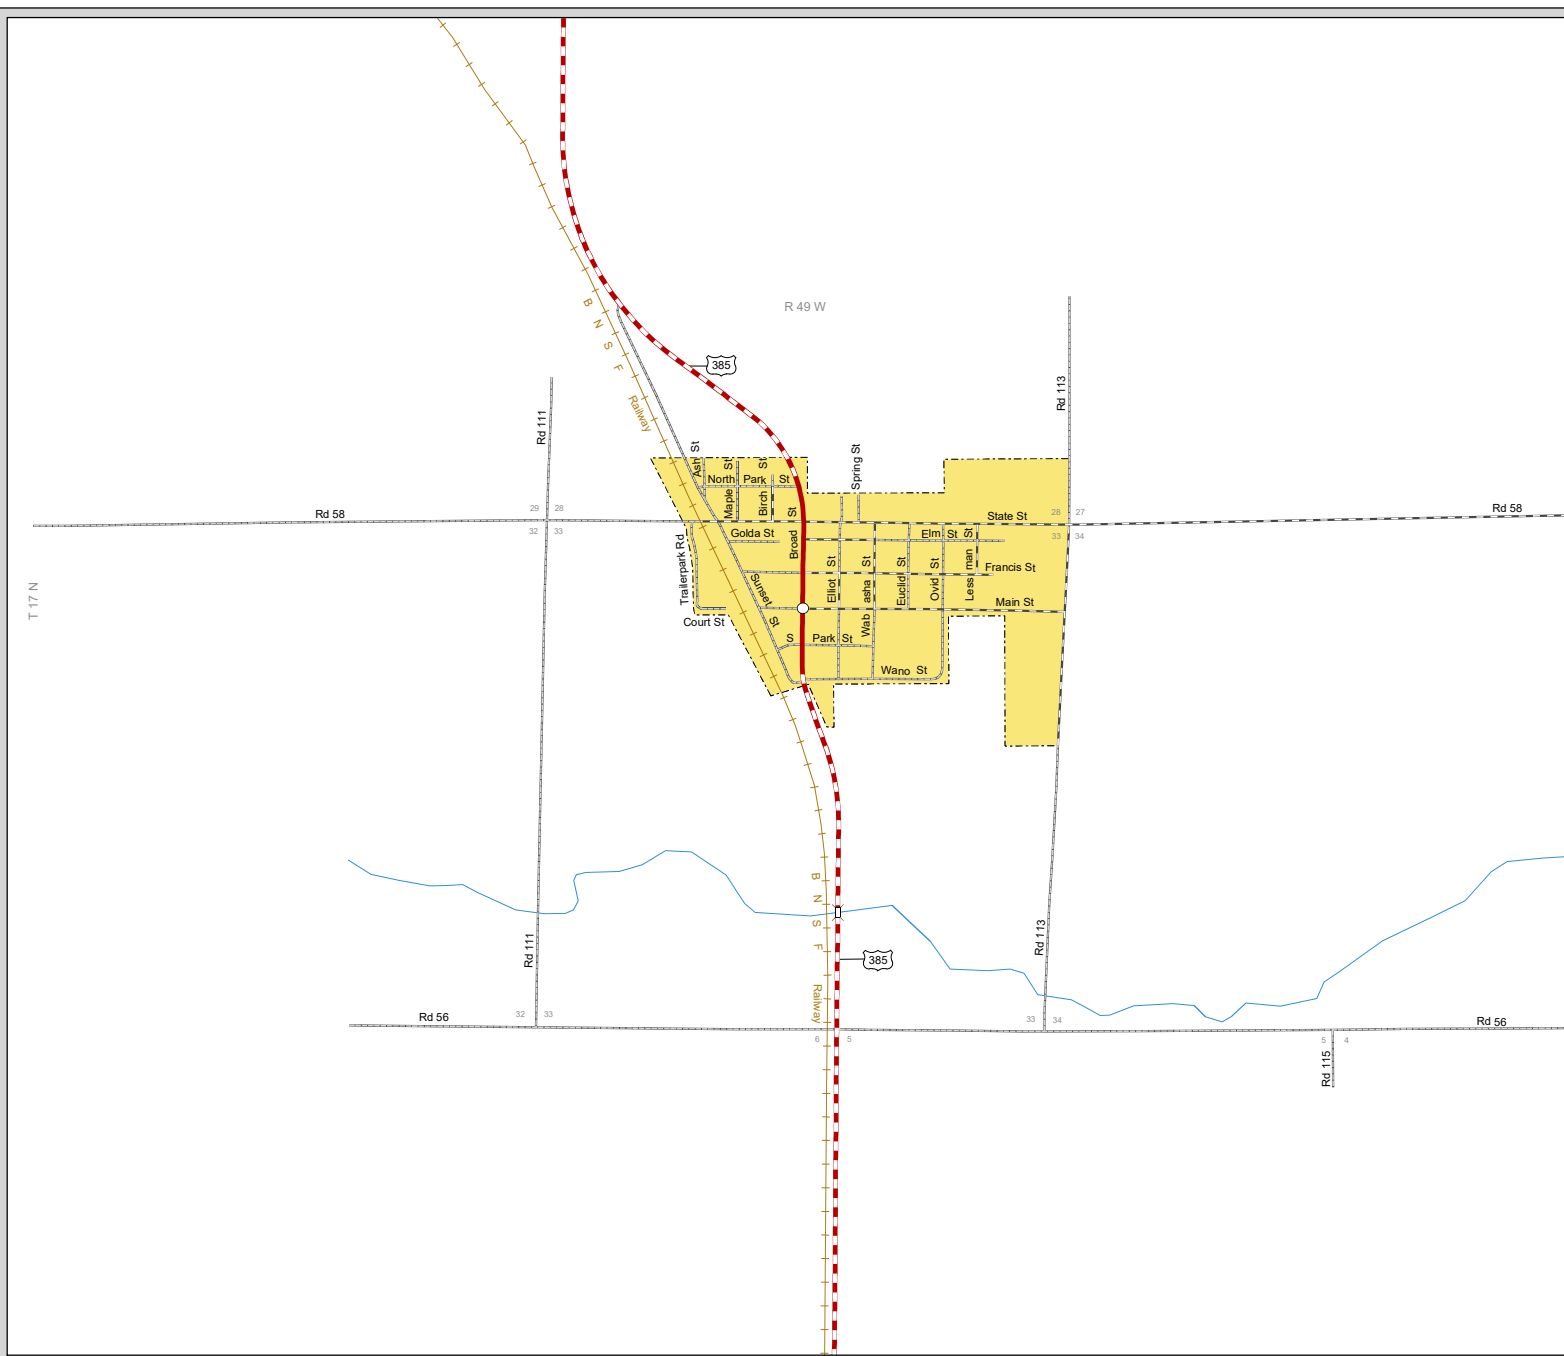 R 49 W
B N S F Railway
385
Rd 111
Rd 113
Ash St
Maple St
Birch St
North Park St
Broad St
Spring St
29 28
32 33
28 27
33 34
Rd 58
State St
Rd 58
Golda St
Elm St
Trailerpark Rd
Sunset St
Elliot St
Wabasha St
Euclid St
Ovid St
Lessman St
Francis St
Main St
T 17 N
Court St
S Park St
Wano St
B N S F Railway
385
Rd 111
Rd 113
32 33
33 34
Rd 56
Rd 56
6 5
5 4
Rd 115